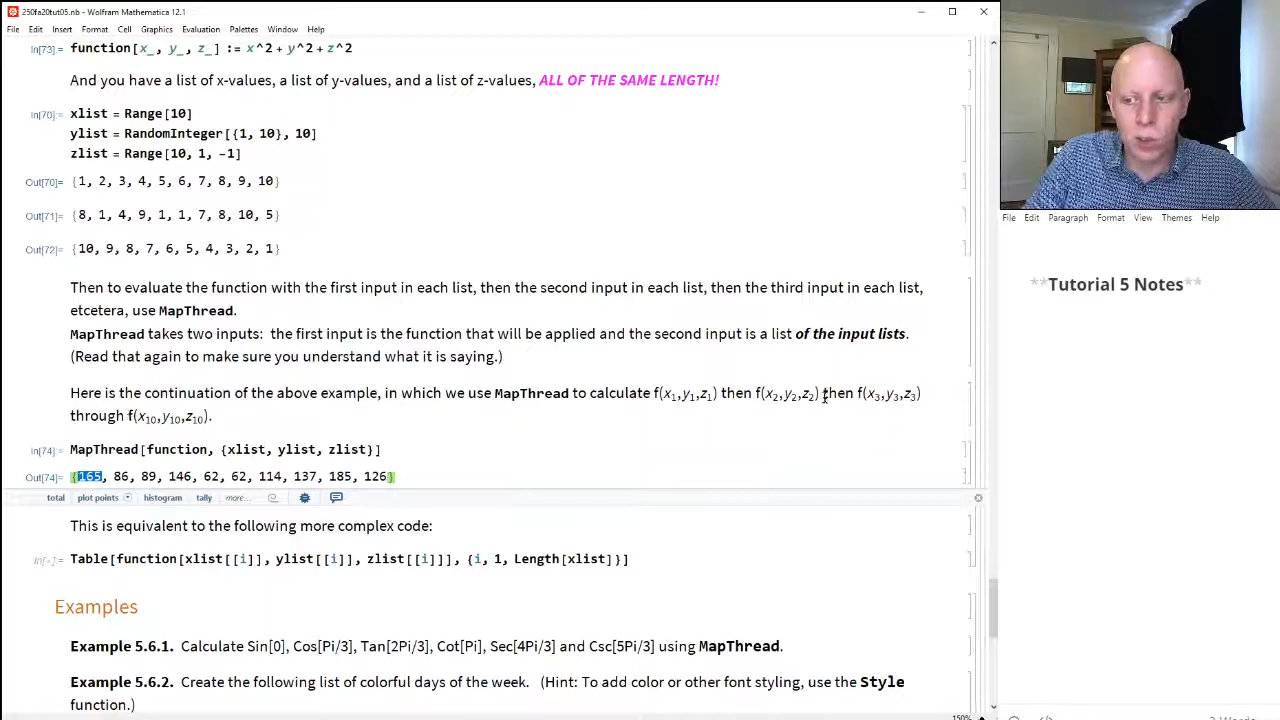 250fa20tut05.nb - Wolfram Mathematica 12.1
File Edit Insert Format Cell Graphics Evaluation Palettes Window Help
In[73]:= function[x_, y_, z_] := x^2 + y^2 + z^2
And you have a list of x-values, a list of y-values, and a list of z-values, ALL OF THE SAME LENGTH!
In[70]:= xlist = Range[10]
ylist = RandomInteger[{1, 10}, 10]
zlist = Range[10, 1, -1]
Out[70]= {1, 2, 3, 4, 5, 6, 7, 8, 9, 10}
Out[71]= {8, 1, 4, 9, 1, 1, 7, 8, 10, 5}
Out[72]= {10, 9, 8, 7, 6, 5, 4, 3, 2, 1}
Then to evaluate the function with the first input in each list, then the second input in each list, then the third input in each list,
etcetera, use MapThread.
MapThread takes two inputs: the first input is the function that will be applied and the second input is a list of the input lists.
(Read that again to make sure you understand what it is saying.)
Here is the continuation of the above example, in which we use MapThread to calculate f(x1,y1,z1) then f(x2,y2,z2) then f(x3,y3,z3)
through f(x10,y10,z10).
In[74]:= MapThread[function, {xlist, ylist, zlist}]
Out[74]= {165, 86, 89, 146, 62, 62, 114, 137, 185, 126}
total plot points histogram tally more...
This is equivalent to the following more complex code:
In[•]:= Table[function[xlist[[i]], ylist[[i]], zlist[[i]]], {i, 1, Length[xlist]}]
Examples
Example 5.6.1. Calculate Sin[0], Cos[Pi/3], Tan[2Pi/3], Cot[Pi], Sec[4Pi/3] and Csc[5Pi/3] using MapThread.
Example 5.6.2. Create the following list of colorful days of the week. (Hint: To add color or other font styling, use the Style
function.)
150%
File Edit Paragraph Format View Themes Help
**Tutorial 5 Notes**